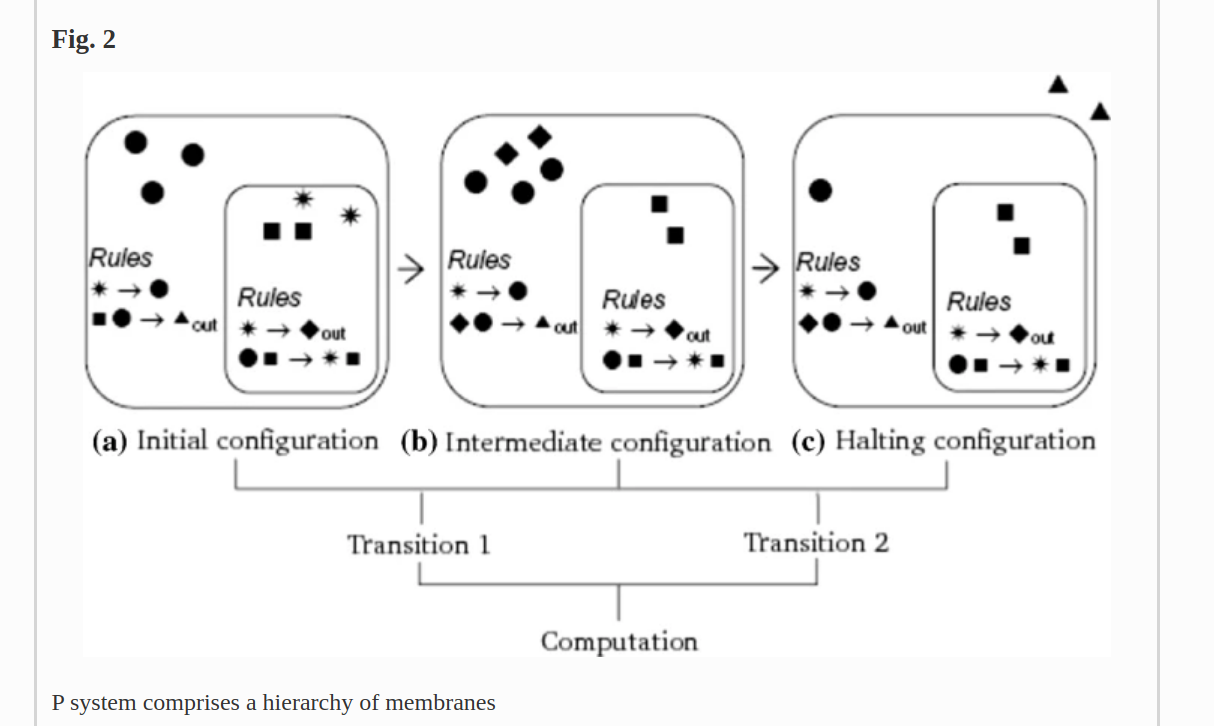 Fig. 2
Rules
out
Rules
out
Rules
out
Rules
out
Rules
out
Rules
out
(a) Initial configuration (b) Intermediate configuration (c) Halting configuration
Transition 1
Transition 2
Computation
P system comprises a hierarchy of membranes